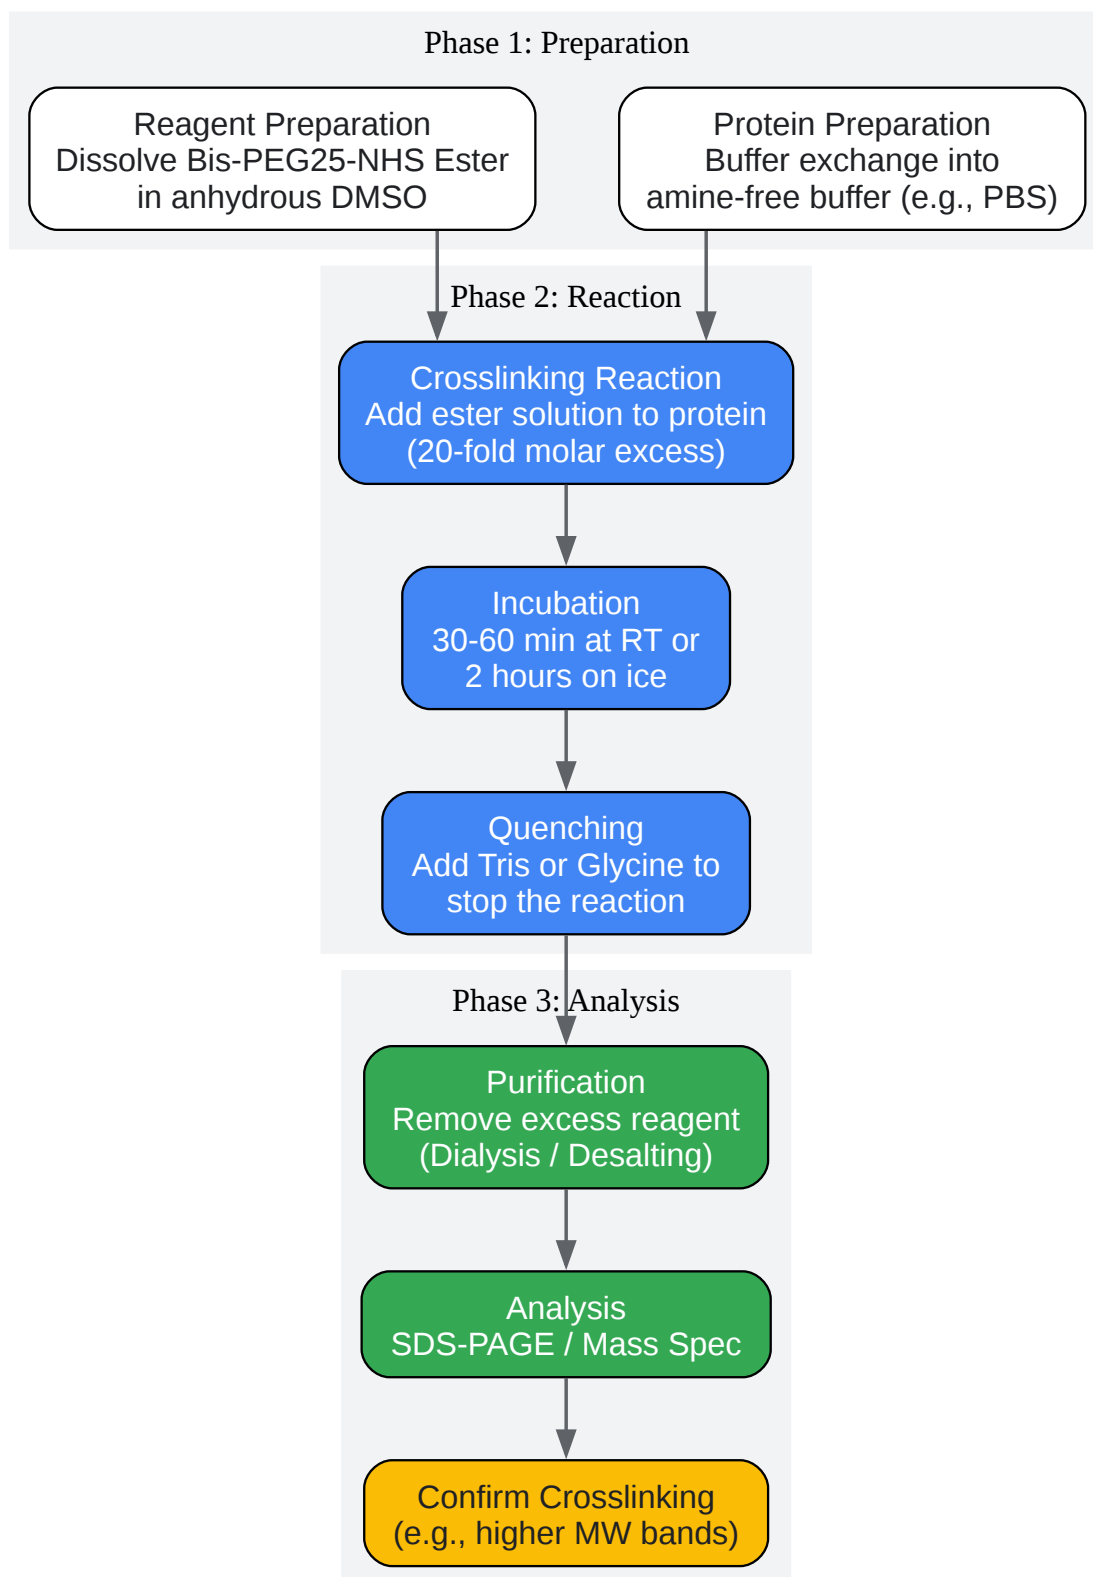 Phase 1: Preparation
Reagent Preparation
Dissolve Bis-PEG25-NHS Ester
in anhydrous DMSO
Protein Preparation
Buffer exchange into
amine-free buffer (e.g., PBS)
Phase 2: Reaction
Crosslinking Reaction
Add ester solution to protein
(20-fold molar excess)
Incubation
30-60 min at RT or
2 hours on ice
Quenching
Add Tris or Glycine to
stop the reaction
Phase 3: Analysis
Purification
Remove excess reagent
(Dialysis / Desalting)
Analysis
SDS-PAGE / Mass Spec
Confirm Crosslinking
(e.g., higher MW bands)